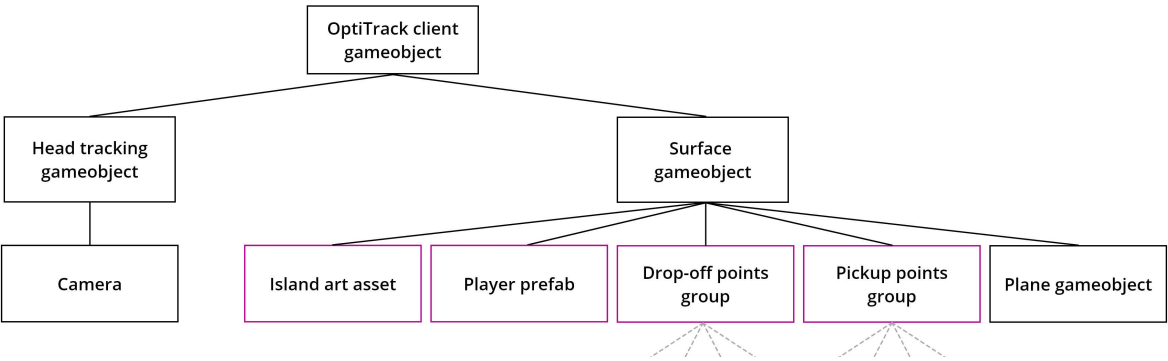 OptiTrack client
gameobject
Head tracking
gameobject
Surface
gameobject
Camera
Island art asset
Player prefab
Drop-off points
group
Pickup points
group
Plane gameobject